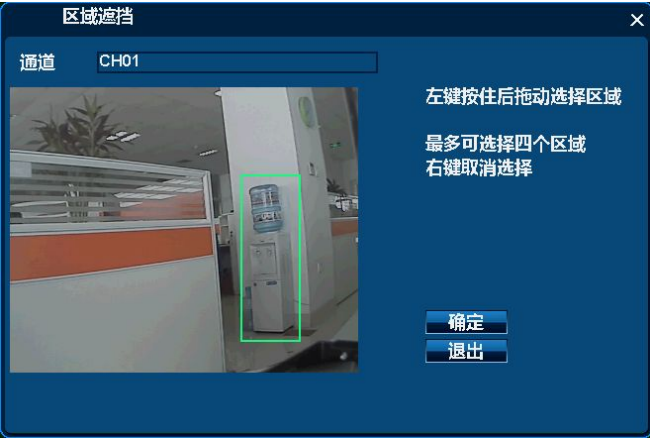 区域遮挡
通道 CH01
左键按住后拖动选择区域
最多可选择四个区域
右键取消选择
确定
退出